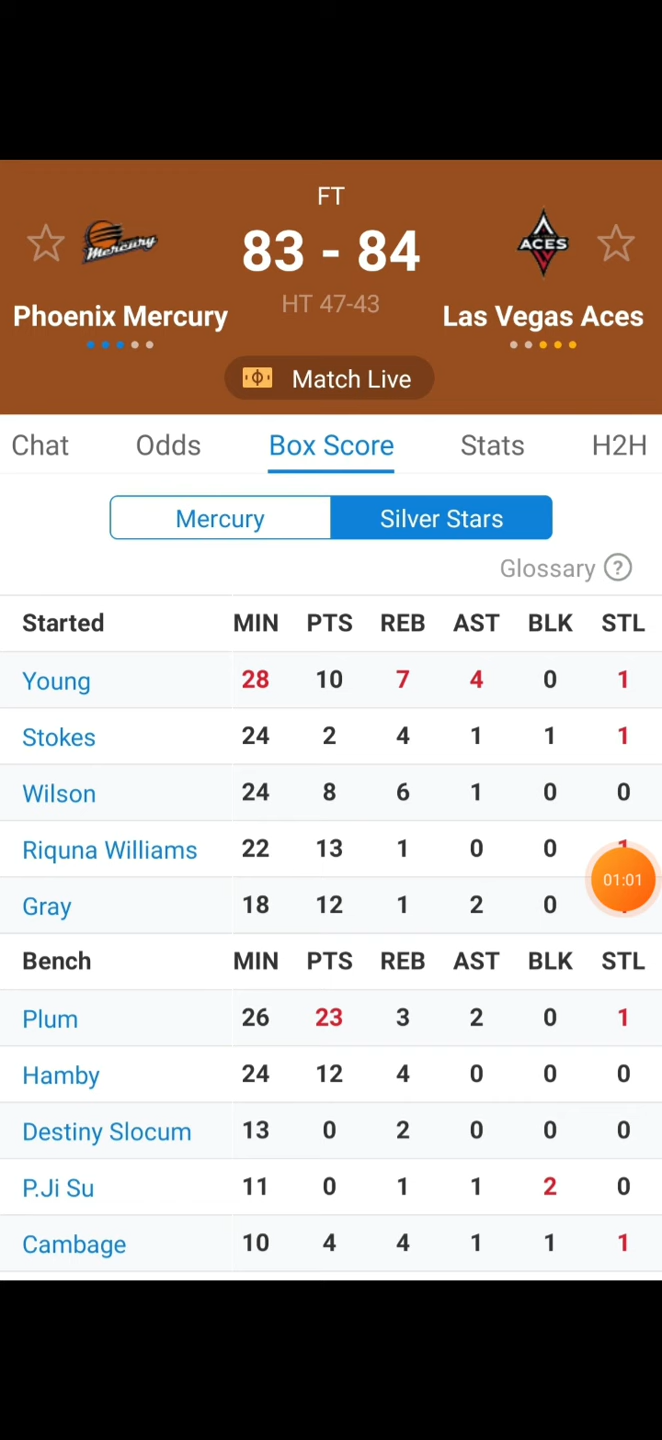 FT
83 - 84
HT 47-43
Mercury
ACES
Phoenix Mercury
Las Vegas Aces
Match Live
Chat Odds Box Score Stats H2H
Mercury Silver Stars
Glossary ?
Started MIN PTS REB AST BLK STL
Young 28 10 7 4 0 1
Stokes 24 2 4 1 1 1
Wilson 24 8 6 1 0 0
Riquna Williams 22 13 1 0 0
01:01
Gray 18 12 1 2 0
Bench MIN PTS REB AST BLK STL
Plum 26 23 3 2 0 1
Hamby 24 12 4 0 0 0
Destiny Slocum 13 0 2 0 0 0
P.Ji Su 11 0 1 1 2 0
Cambage 10 4 4 1 1 1